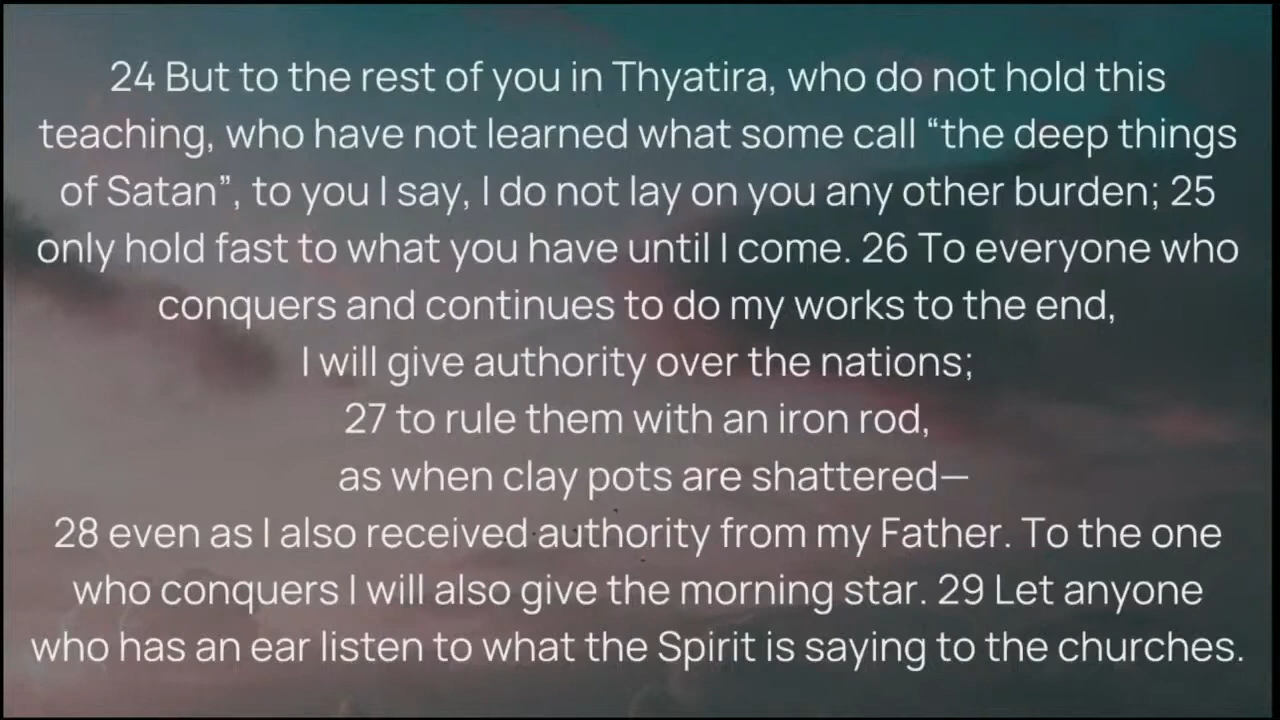 24 But to the rest of you in Thyatira, who do not hold this
teaching, who have not learned what some call “the deep things
of Satan”, to you I say, I do not lay on you any other burden; 25
only hold fast to what you have until I come. 26 To everyone who
conquers and continues to do my works to the end,
I will give authority over the nations;
27 to rule them with an iron rod,
as when clay pots are shattered—
28 even as I also received authority from my Father. To the one
who conquers I will also give the morning star. 29 Let anyone
who has an ear listen to what the Spirit is saying to the churches.